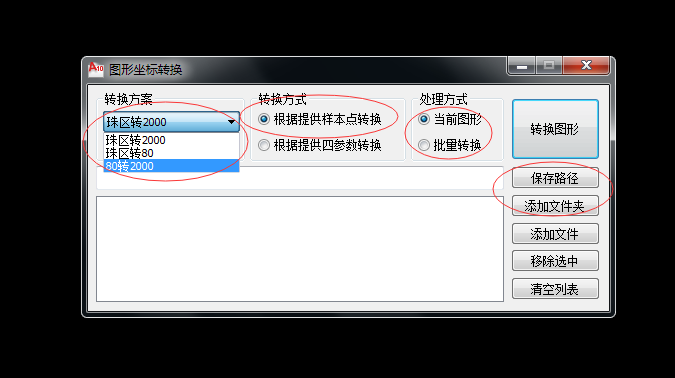 A10 图形坐标转换
转换方案
转换方式
处理方式
珠区转2000
珠区转2000
珠区转80
80转2000
根据提供样本点转换
根据提供四参数转换
当前图形
批量转换
转换图形
保存路径
添加文件夹
添加文件
移除选中
清空列表